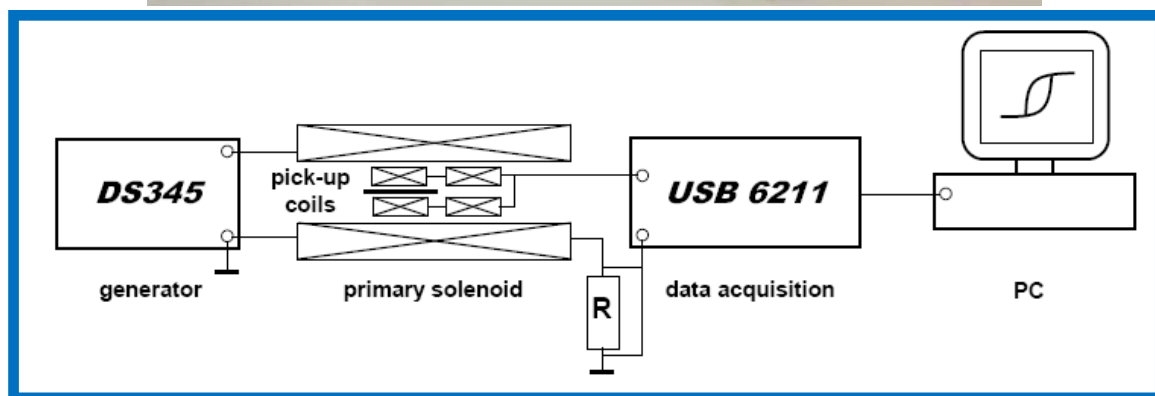 DS345
pick-up
coils
USB 6211
R
generator
primary solenoid
data acquisition
PC